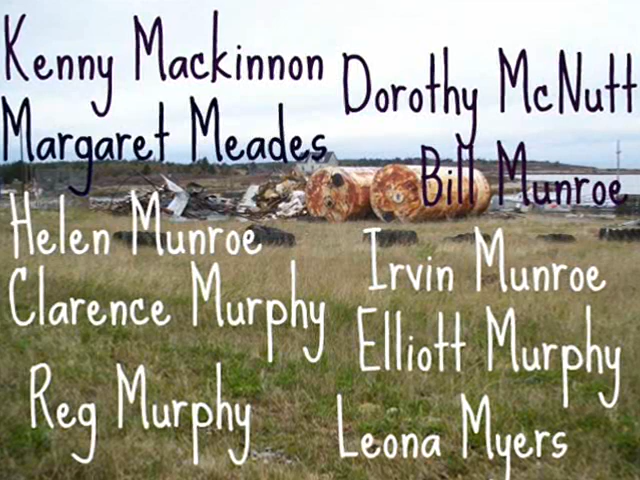 Kenny Mackinnon
Dorothy McNutt
Margaret Meades
Bill Munroe
Helen Munroe
Irvin Munroe
Clarence Murphy
Elliott Murphy
Reg Murphy
Leona Myers